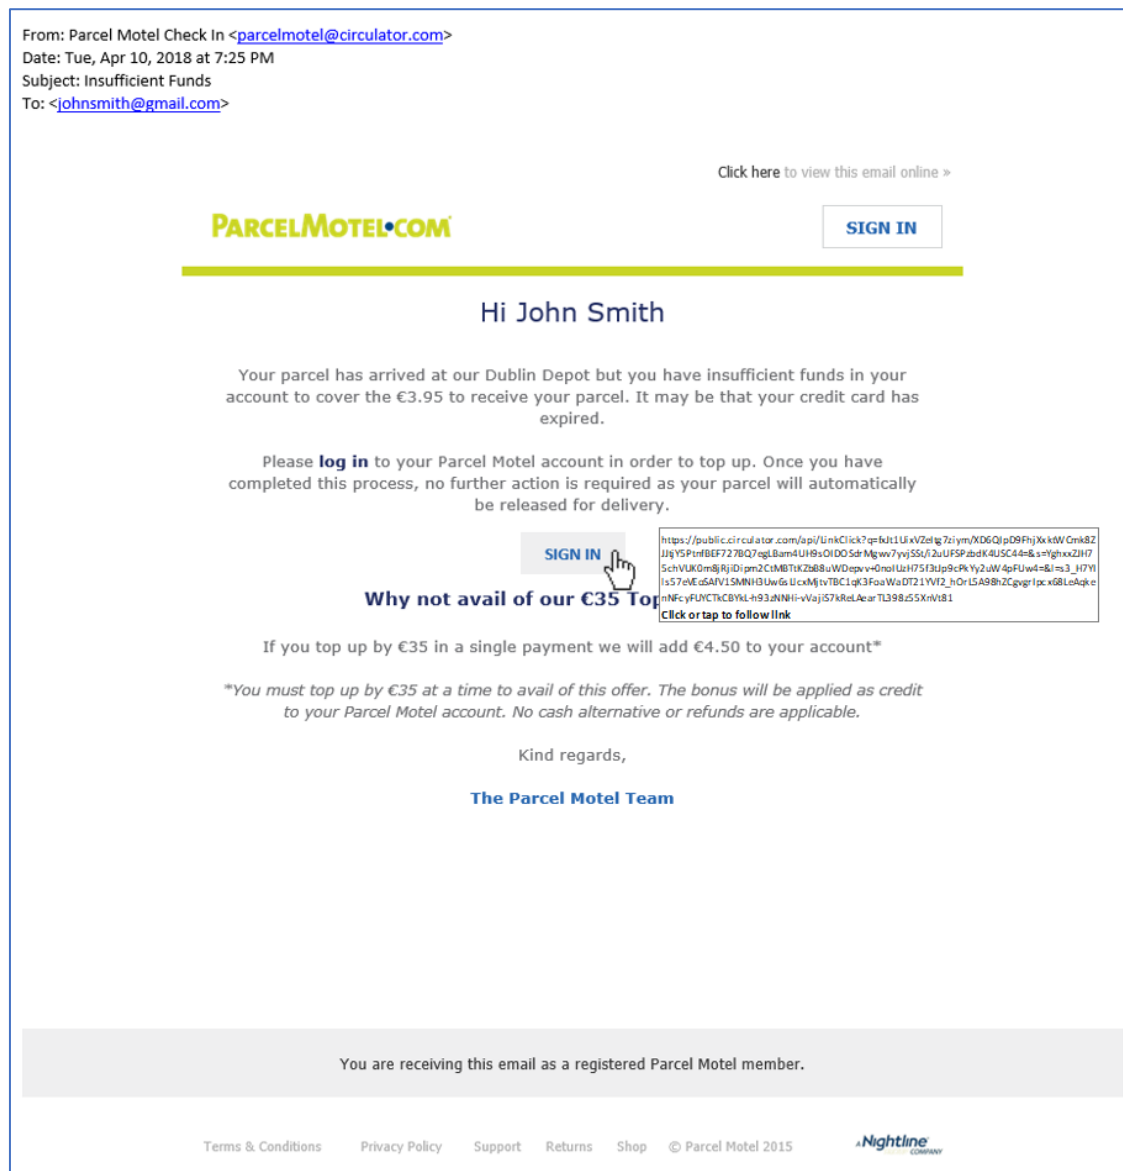 From: Parcel Motel Check In <parcelmotel@circulator.com>
Date: Tue, Apr 10, 2018 at 7:25 PM
Subject: Insufficient Funds
To: <johnsmith@gmail.com>
Click here to view this email online »
PARCELMOTEL•COM
SIGN IN
Hi John Smith
Your parcel has arrived at our Dublin Depot but you have insufficient funds in your
account to cover the €3.95 to receive your parcel. It may be that your credit card has
expired.
Please log in to your Parcel Motel account in order to top up. Once you have
completed this process, no further action is required as your parcel will automatically
be released for delivery.
SIGN IN
https://public.circulator.com/api/LinkClick?
Click or tap to follow link
Why not avail of our €35 Top
If you top up by €35 in a single payment we will add €4.50 to your account*
*You must top up by €35 at a time to avail of this offer. The bonus will be applied as credit
to your Parcel Motel account. No cash alternative or refunds are applicable.
Kind regards,
The Parcel Motel Team
You are receiving this email as a registered Parcel Motel member.
Terms & Conditions Privacy Policy Support Returns Shop © Parcel Motel 2015
A Nightline COMPANY